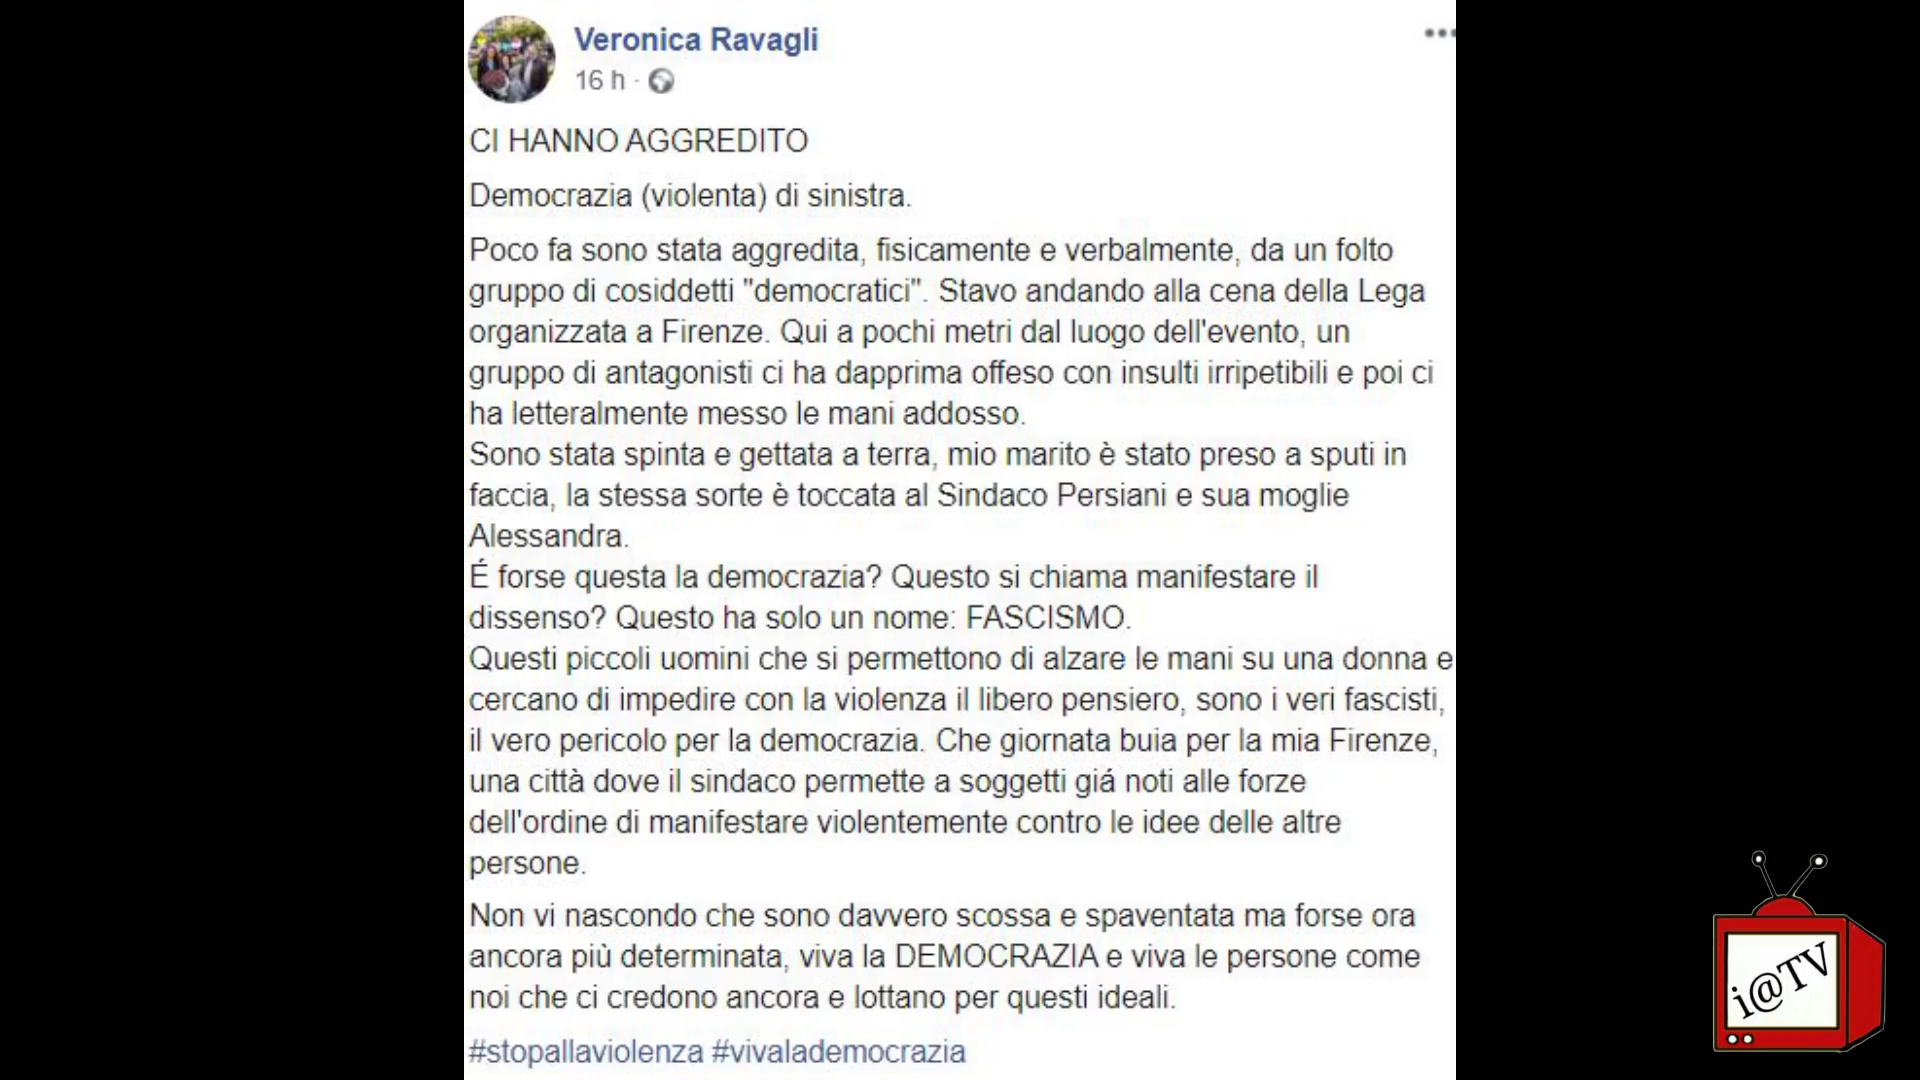 Veronica Ravagli
16 h ·
CI HANNO AGGREDITO
Democrazia (violenta) di sinistra.
Poco fa sono stata aggredita, fisicamente e verbalmente, da un folto
gruppo di cosiddetti "democratici". Stavo andando alla cena della Lega
organizzata a Firenze. Qui a pochi metri dal luogo dell'evento, un
gruppo di antagonisti ci ha dapprima offeso con insulti irripetibili e poi ci
ha letteralmente messo le mani addosso.
Sono stata spinta e gettata a terra, mio marito è stato preso a sputi in
faccia, la stessa sorte è toccata al Sindaco Persiani e sua moglie
Alessandra.
É forse questa la democrazia? Questo si chiama manifestare il
dissenso? Questo ha solo un nome: FASCISMO.
Questi piccoli uomini che si permettono di alzare le mani su una donna e
cercano di impedire con la violenza il libero pensiero, sono i veri fascisti,
il vero pericolo per la democrazia. Che giornata buia per la mia Firenze,
una città dove il sindaco permette a soggetti giá noti alle forze
dell'ordine di manifestare violentemente contro le idee delle altre
persone.
Non vi nascondo che sono davvero scossa e spaventata ma forse ora
ancora più determinata, viva la DEMOCRAZIA e viva le persone come
noi che ci credono ancora e lottano per questi ideali.
#stopallaviolenza #vivalademocrazia
i@TV